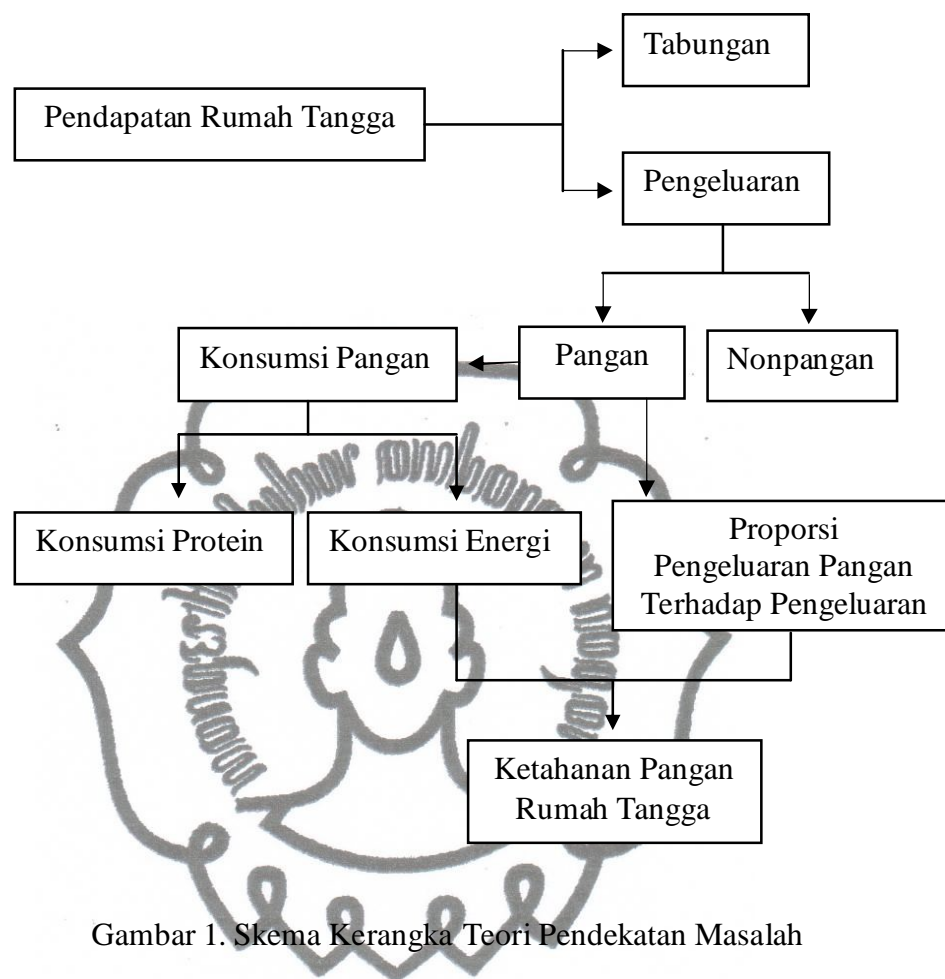 Tabungan
Pendapatan Rumah Tangga
Pengeluaran
Konsumsi Pangan
Pangan
Nonpangan
Konsumsi Protein
Konsumsi Energi
Proporsi
Pengeluaran Pangan
Terhadap Pengeluaran
Ketahanan Pangan
Rumah Tangga
Gambar 1. Skema Kerangka Teori Pendekatan Masalah